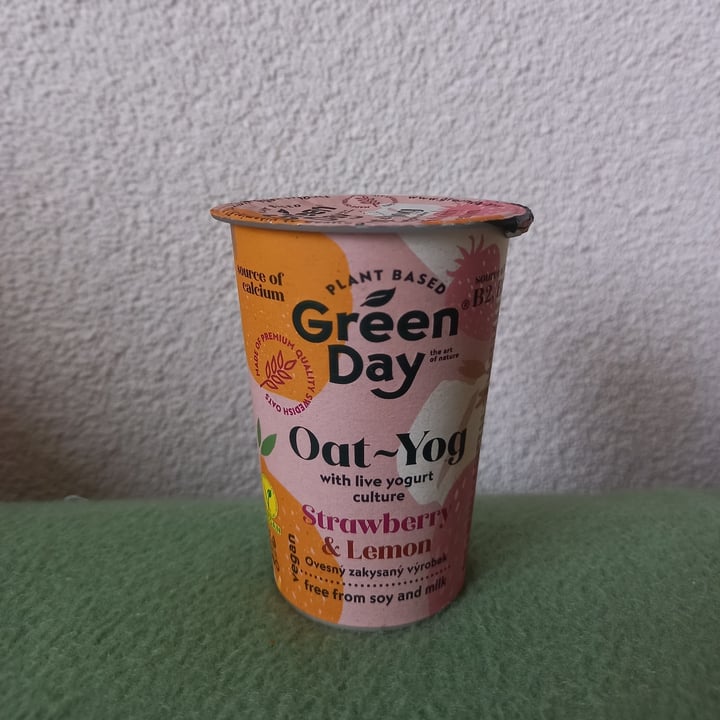 source of
calcium
PLANT BASED
Green
Day
®
the art
of nature
MADE OF PREMIUM QUALITY SWEDISH OATS
B2,
Oat~Yog
with live yogurt
culture
Strawberry
& Lemon
Ovesný zakysaný výrobek
free from soy and milk
vegan